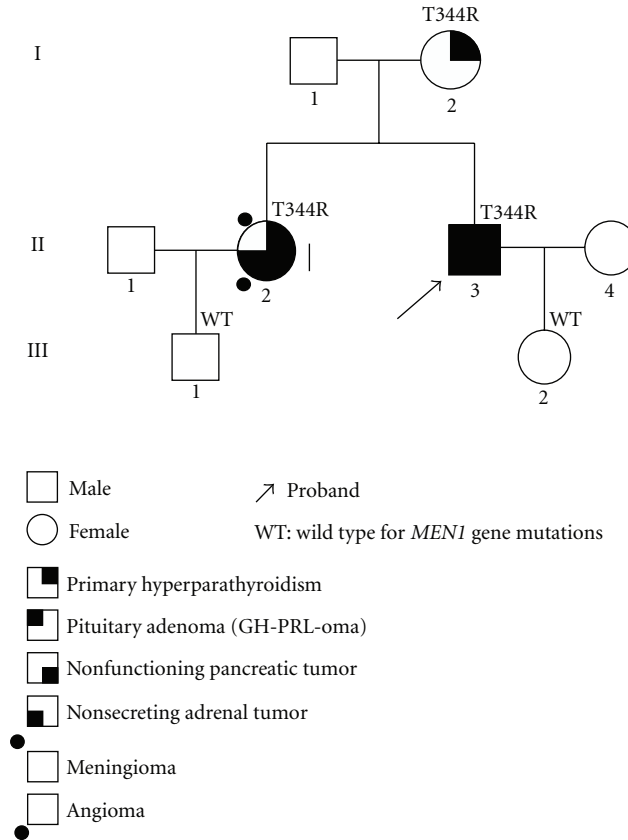 T344R
I
1
2
T344R
T344R
II
1
2
3
4
WT
WT
III
1
2
Male
Proband
Female
WT: wild type for MEN1 gene mutations
Primary hyperparathyroidism
Pituitary adenoma (GH-PRL-oma)
Nonfunctioning pancreatic tumor
Nonsecreting adrenal tumor
Meningioma
Angioma